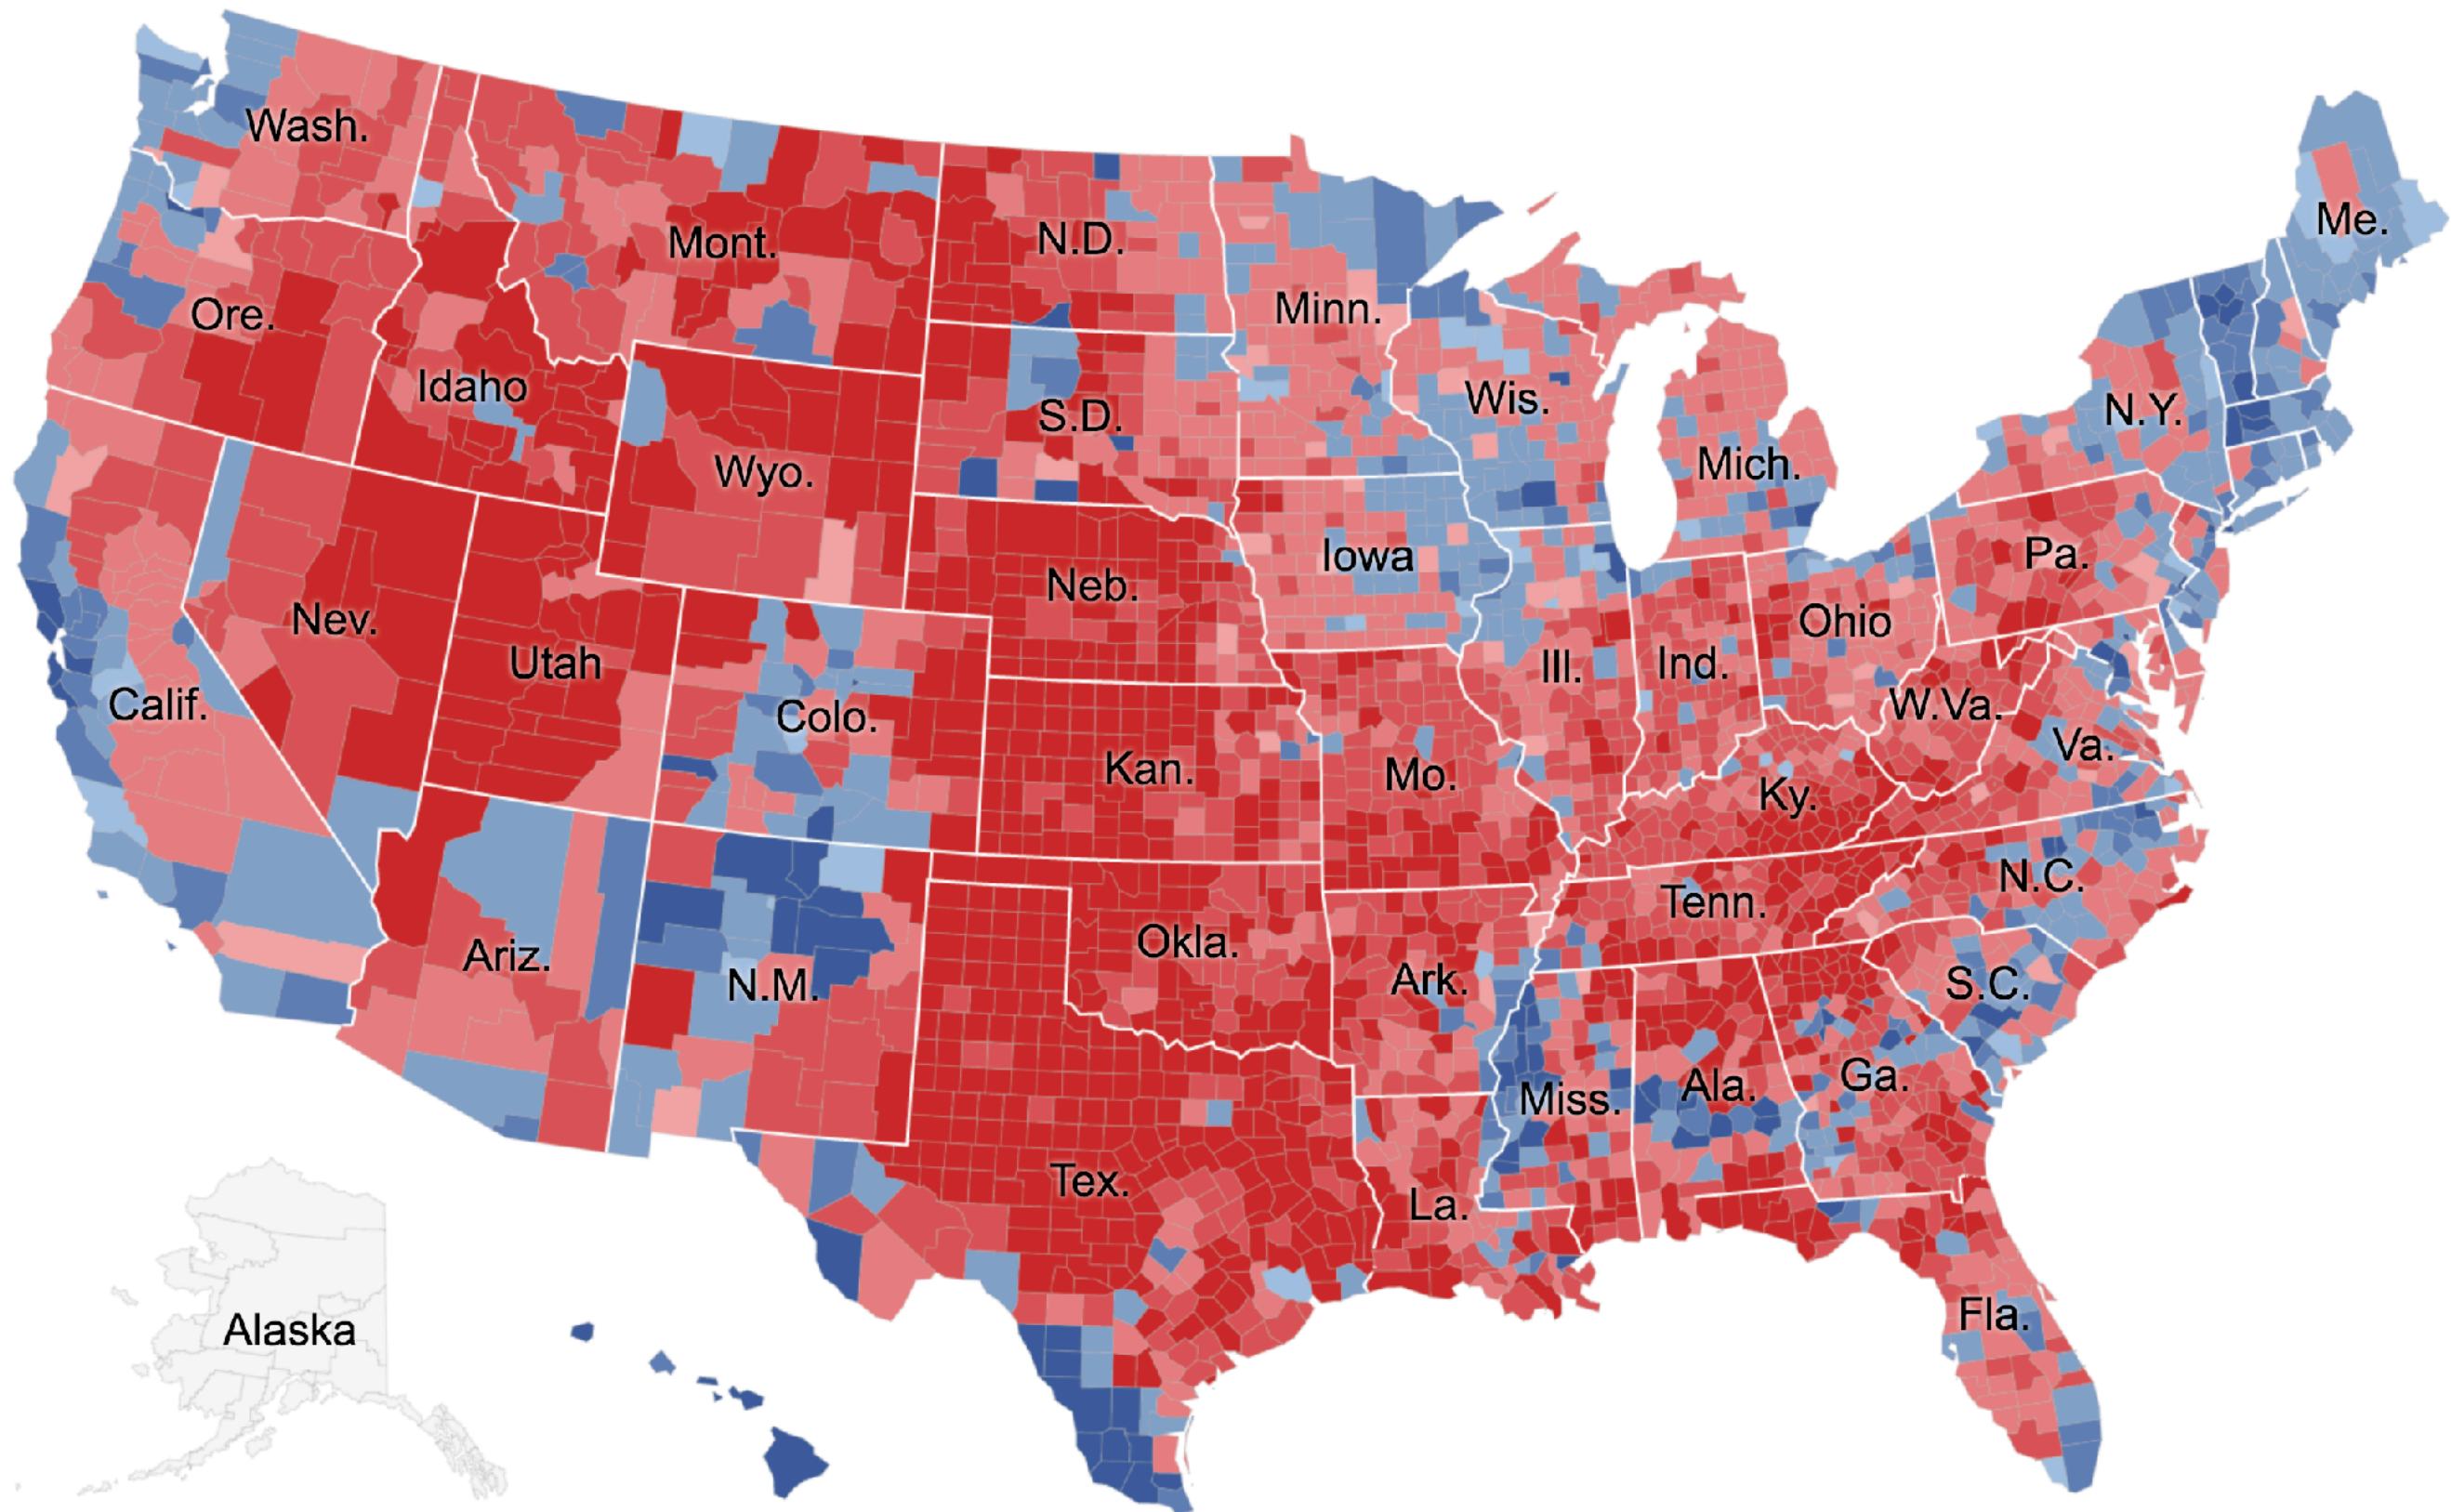 Wash.
Me.
Mont.
N.D.
Minn.
Ore.
Idaho
Wis.
N.Y.
S.D.
Mich.
Wyo.
Iowa
Pa.
Neb.
Nev.
Ohio
Utah
Ill.
Ind.
Calif.
Colo.
W.Va.
Va.
Kan.
Mo.
Ky.
N.C.
Tenn.
Okla.
Ariz.
N.M.
Ark.
S.C.
Ga.
Ala.
Miss.
Tex.
La.
Fla.
Alaska